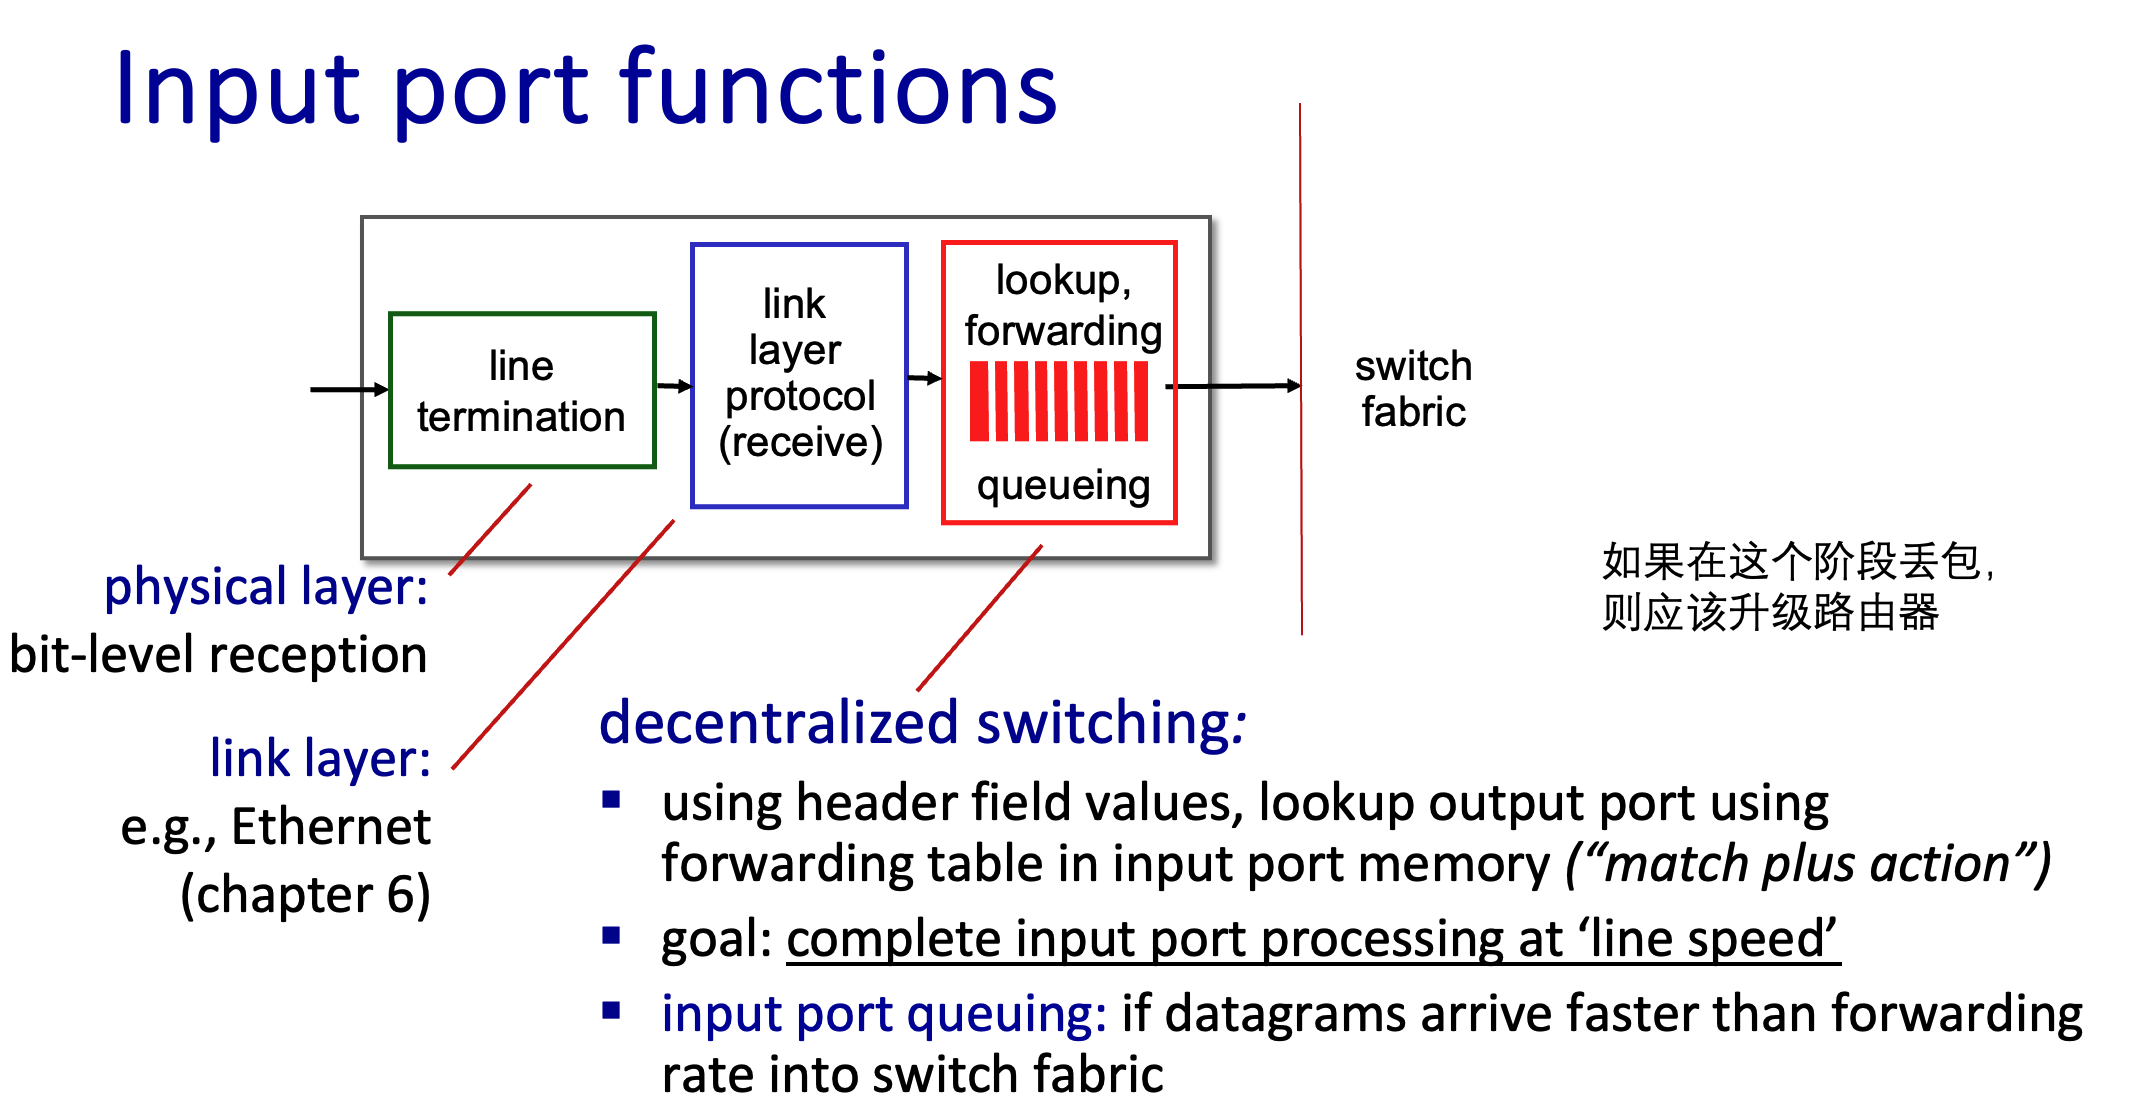 Input port functions
line
termination
link
layer
protocol
(receive)
lookup,
forwarding
queueing
switch
fabric
如果在这个阶段丢包，
则应该升级路由器
physical layer:
bit-level reception
link layer:
e.g., Ethernet
(chapter 6)
decentralized switching:
▪ using header field values, lookup output port using
forwarding table in input port memory (“match plus action”)
▪ goal: complete input port processing at ‘line speed’
▪ input port queuing: if datagrams arrive faster than forwarding
rate into switch fabric